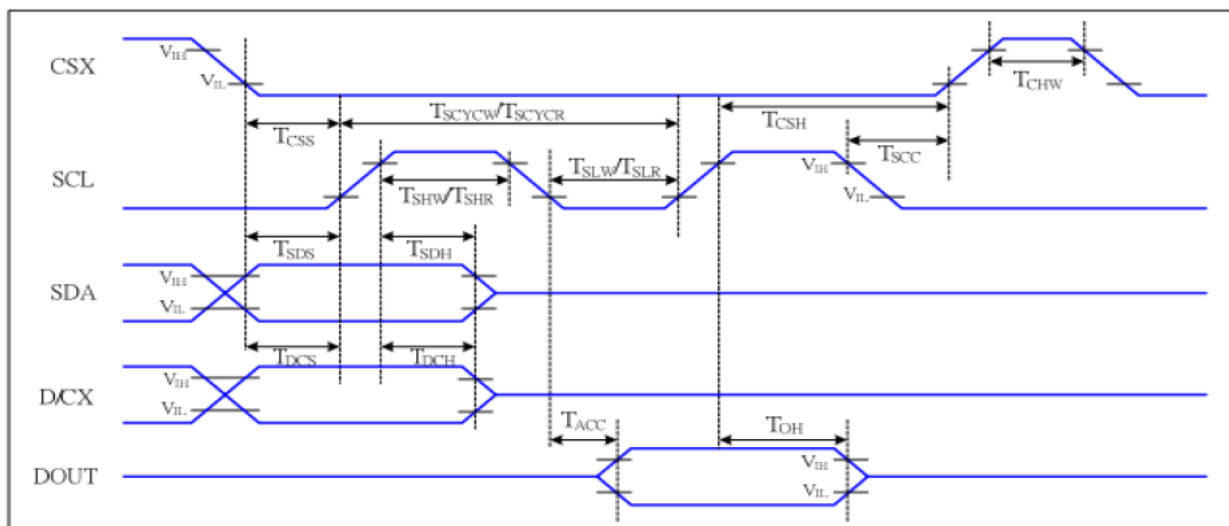 CSX
VIH
VIL
TCHW
TSCYCW/TSCYCR
TCSH
TCSS
TSCC
SCL
TSLW/TSLR
TSHW/TSHR
VIH
VIL
TSDS
TSDH
SDA
VIH
VIL
TDCS
TDCH
D/CX
VIH
VIL
TACC
TOH
DOUT
VIH
VIL